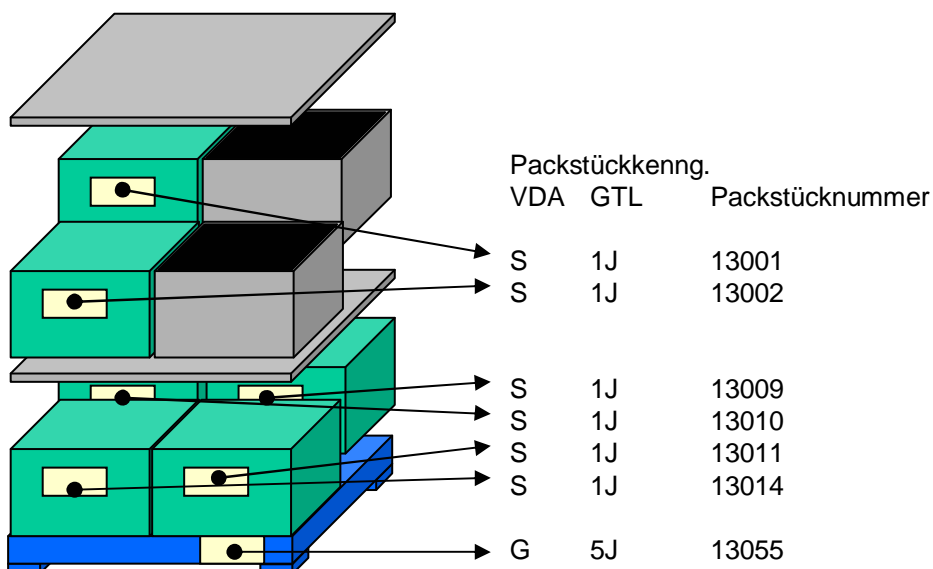 Packstückkenng.
VDA GTL Packstücknummer
S 1J 13001
S 1J 13002
S 1J 13009
S 1J 13010
S 1J 13011
S 1J 13014
G 5J 13055